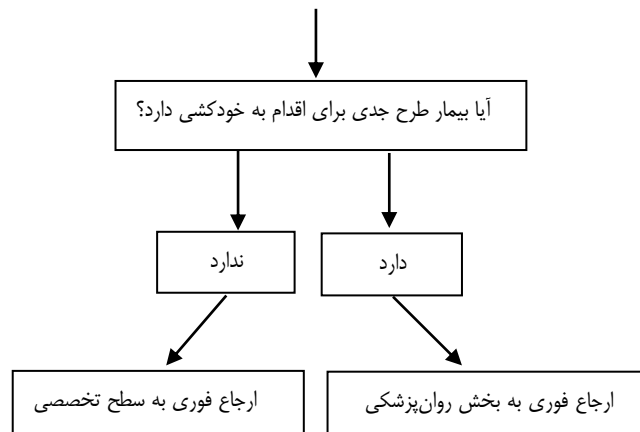 آیا بیمار طرح جدی برای اقدام به خودکشی دارد؟
دارد
ندارد
ارجاع فوری به بخش روان‌پزشکی
ارجاع فوری به سطح تخصصی